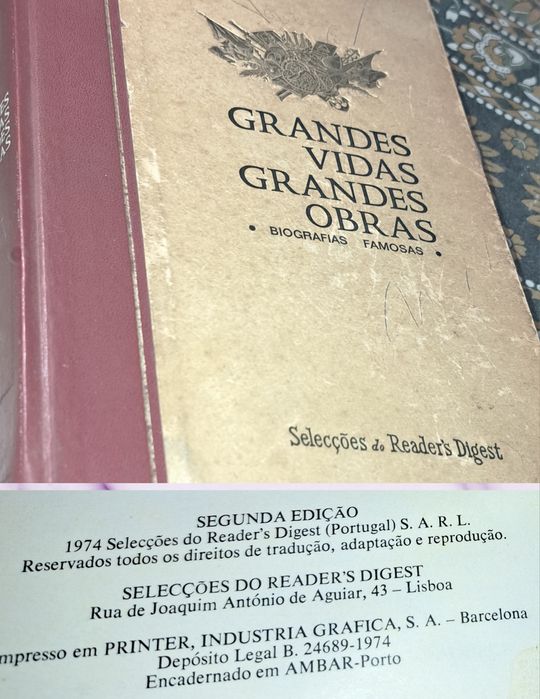 GRANDES
VIDAS
GRANDES
OBRAS
• BIOGRAFIAS FAMOSAS •
Selecções do Reader's Digest
SEGUNDA EDIÇÃO
1974 Selecções do Reader's Digest (Portugal) S. A. R. L.
Reservados todos os direitos de tradução, adaptação e reprodução.
SELECÇÕES DO READER'S DIGEST
Rua de Joaquim António de Aguiar, 43 – Lisboa
mpresso em PRINTER, INDUSTRIA GRAFICA, S. A. – Barcelona
Depósito Legal B. 24689-1974
Encadernado em AMBAR-Porto